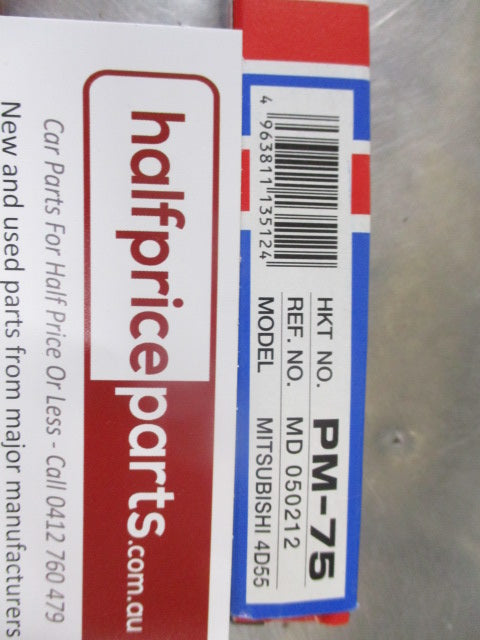 halfpriceparts.com.au
Car Parts For Half Price Or Less - Call 0412 760 479
New and used parts from major manufacturers
4 963811 135124
HKT NO. PM-75
REF. NO. MD 050212
MODEL MITSUBISHI 4D55